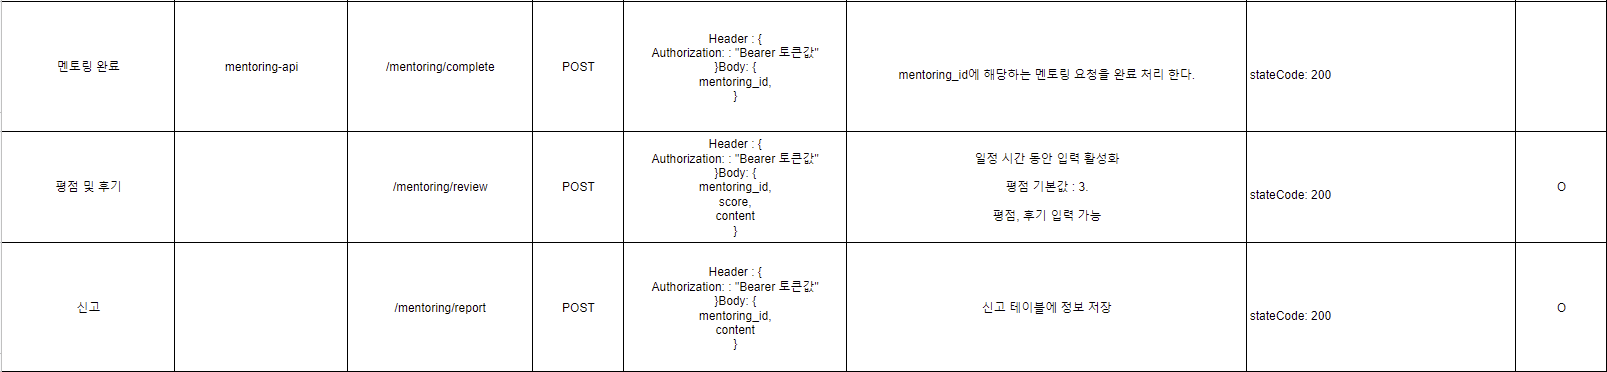 멘토링 완료
mentoring-api
/mentoring/complete
POST
Header : {
Authorization: : "Bearer 토큰값"
}Body: {
mentoring_id,
}
mentoring_id에 해당하는 멘토링 요청을 완료 처리 한다.
stateCode: 200
평점 및 후기
/mentoring/review
POST
Header : {
Authorization: : "Bearer 토큰값"
}Body: {
mentoring_id,
score,
content
}
일정 시간 동안 입력 활성화
평점 기본값 : 3.
평점, 후기 입력 가능
stateCode: 200
O
신고
/mentoring/report
POST
Header : {
Authorization: : "Bearer 토큰값"
}Body: {
mentoring_id,
content
}
신고 테이블에 정보 저장
stateCode: 200
O